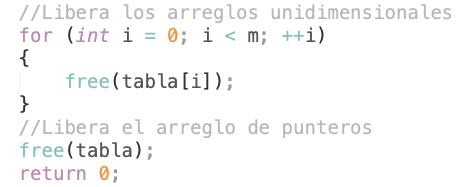 //Libera los arreglos unidimensionales
for (int i = 0; i < m; ++i)
{
    free(tabla[i]);
}
//Libera el arreglo de punteros
free(tabla);
return 0;